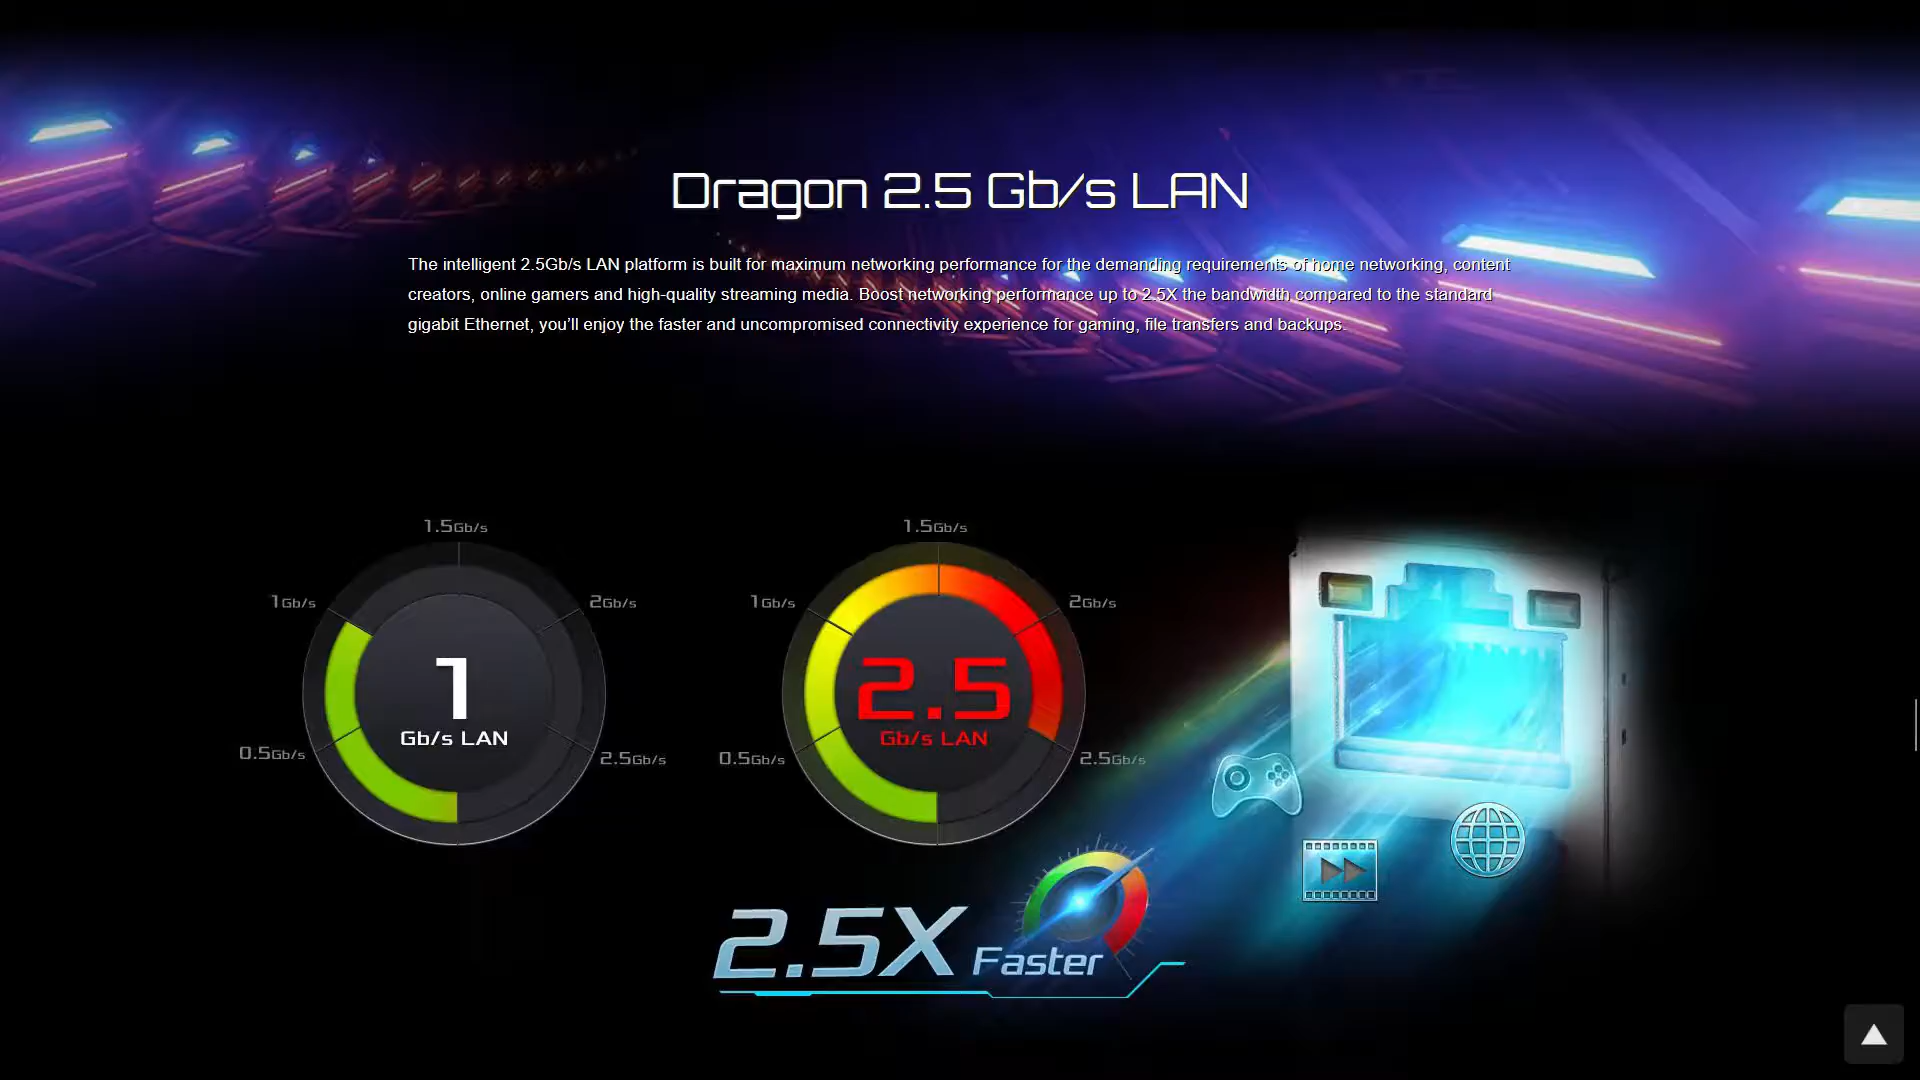 Dragon 2.5 Gb/s LAN
The intelligent 2.5Gb/s LAN platform is built for maximum networking performance for the demanding requirements of home networking, content
creators, online gamers and high-quality streaming media. Boost networking performance up to 2.5X the bandwidth compared to the standard
gigabit Ethernet, you’ll enjoy the faster and uncompromised connectivity experience for gaming, file transfers and backups.
1.5Gb/s
1Gb/s
2Gb/s
1
Gb/s LAN
0.5Gb/s
2.5Gb/s
1.5Gb/s
1Gb/s
2Gb/s
2.5
Gb/s LAN
0.5Gb/s
2.5Gb/s
2.5X Faster